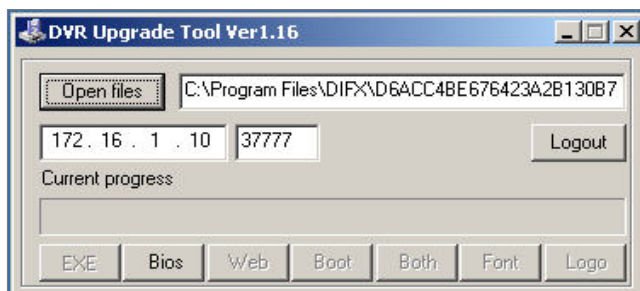 DVR Upgrade Tool Ver1.16
Open files C:\Program Files\DIFX\D6ACC4BE676423A2B130B7
172 . 16 . 1 . 10 37777 Logout
Current progress
EXE Bios Web Boot Both Font Logo